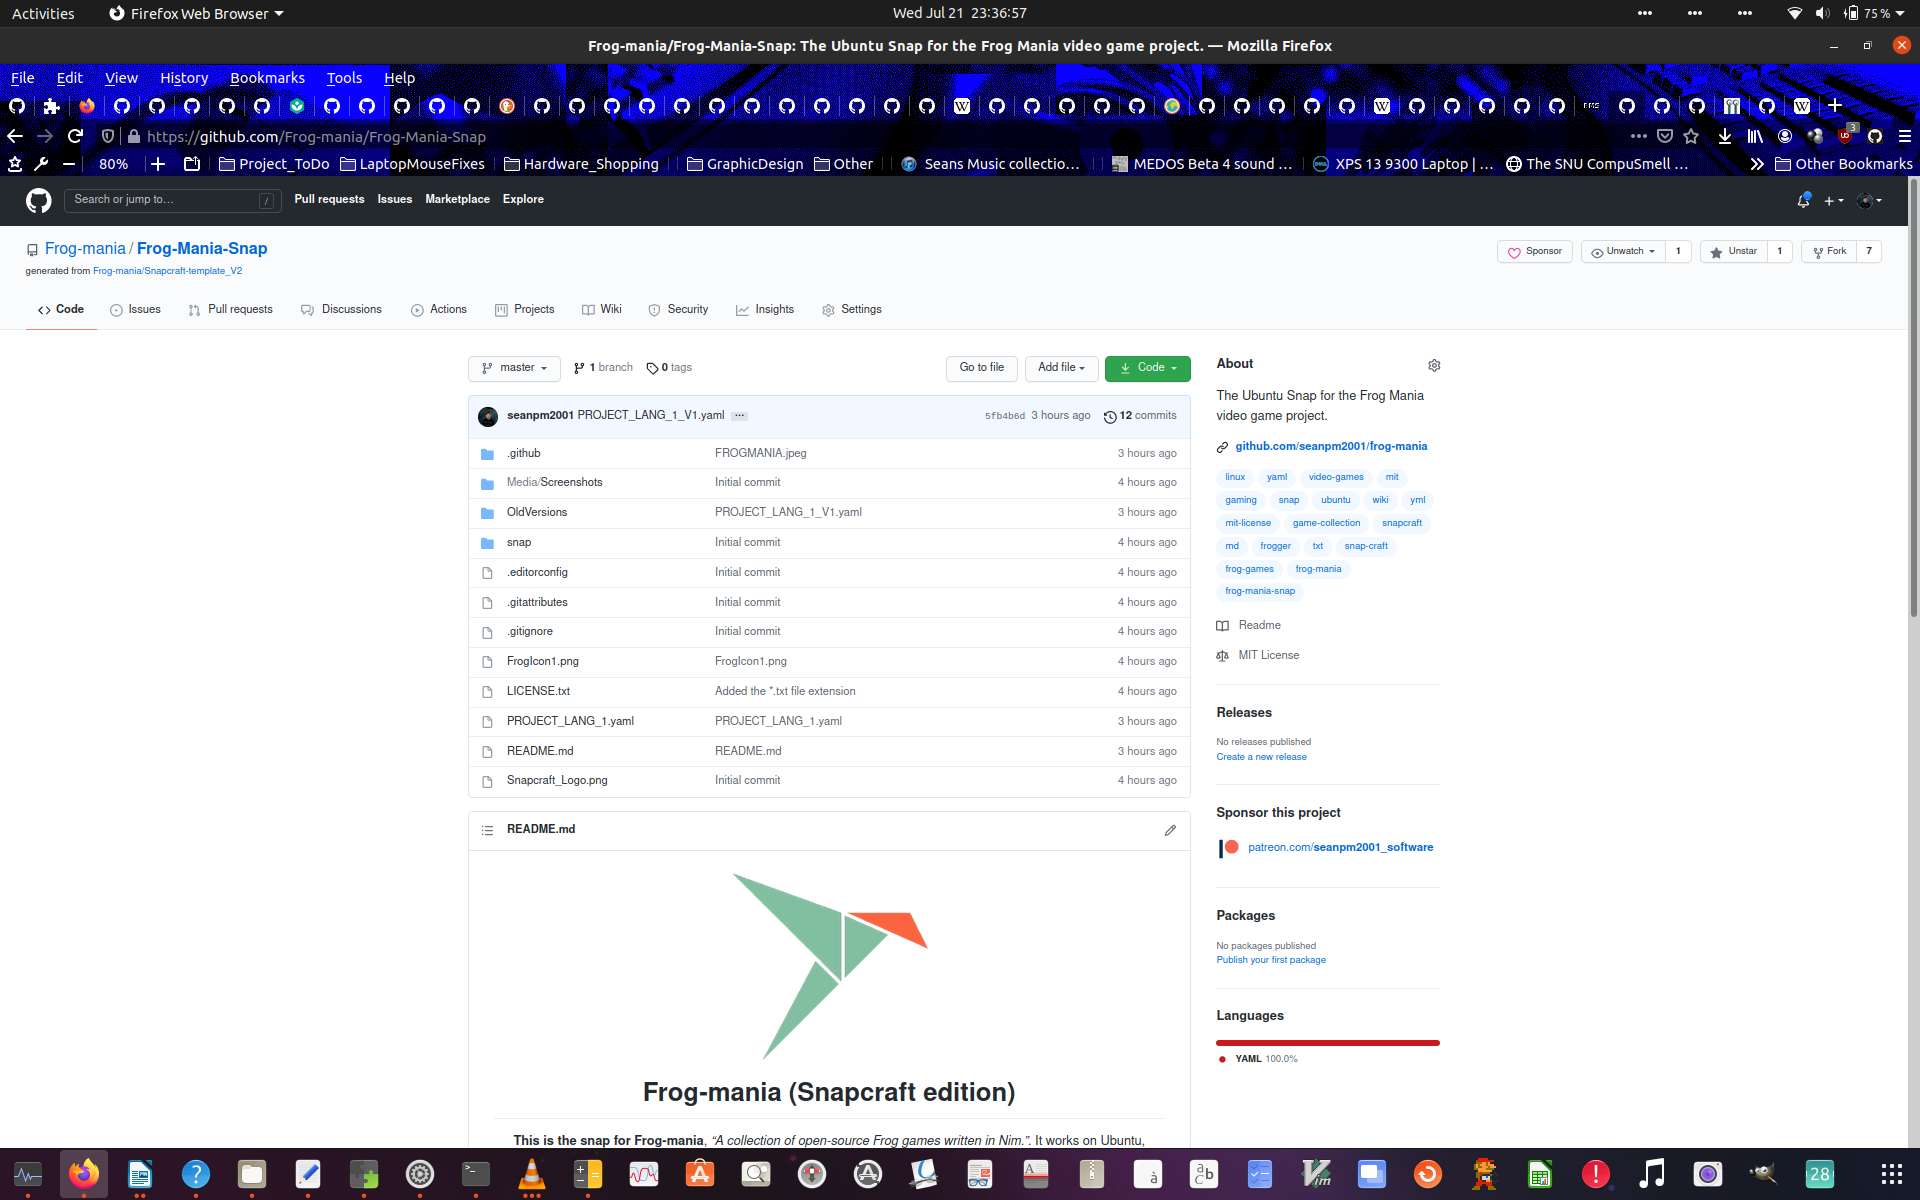 Activities Firefox Web Browser Wed Jul 21 23:36:57 75 %
Frog-mania/Frog-Mania-Snap: The Ubuntu Snap for the Frog Mania video game project. — Mozilla Firefox
File Edit View History Bookmarks Tools Help
https://github.com/Frog-mania/Frog-Mania-Snap 3
80% Project_ToDo LaptopMouseFixes Hardware_Shopping GraphicDesign Other Seans Music collectio… MEDOS Beta 4 sound … XPS 13 9300 Laptop | … The SNU CompuSmell … Other Bookmarks
Search or jump to… / Pull requests Issues Marketplace Explore
Frog-mania / Frog-Mania-Snap Sponsor Unwatch 1 Unstar 1 Fork 7
generated from Frog-mania/Snapcraft-template_V2
Code Issues Pull requests Discussions Actions Projects Wiki Security Insights Settings
master 1 branch 0 tags Go to file Add file Code
seanpm2001 PROJECT_LANG_1_V1.yaml ... 5fb4b6d 3 hours ago 12 commits
.github FROGMANIA.jpeg 3 hours ago
Media/Screenshots Initial commit 4 hours ago
OldVersions PROJECT_LANG_1_V1.yaml 3 hours ago
snap Initial commit 4 hours ago
.editorconfig Initial commit 4 hours ago
.gitattributes Initial commit 4 hours ago
.gitignore Initial commit 4 hours ago
FrogIcon1.png FrogIcon1.png 4 hours ago
LICENSE.txt Added the *.txt file extension 4 hours ago
PROJECT_LANG_1.yaml PROJECT_LANG_1.yaml 3 hours ago
README.md README.md 3 hours ago
Snapcraft_Logo.png Initial commit 4 hours ago
README.md
Frog-mania (Snapcraft edition)
This is the snap for Frog-mania, “A collection of open-source Frog games written in Nim.”. It works on Ubuntu,
About
The Ubuntu Snap for the Frog Mania
video game project.
github.com/seanpm2001/frog-mania
linux yaml video-games mit
gaming snap ubuntu wiki yml
mit-license game-collection snapcraft
md frogger txt snap-craft
frog-games frog-mania
frog-mania-snap
Readme
MIT License
Releases
No releases published
Create a new release
Sponsor this project
patreon.com/seanpm2001_software
Packages
No packages published
Publish your first package
Languages
YAML 100.0%
28